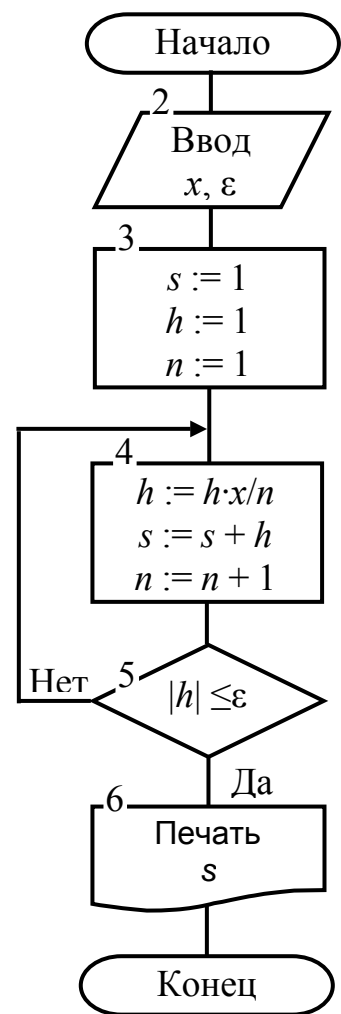 Начало
2
Ввод
x, ε
3
s := 1
h := 1
n := 1
4
h := h·x/n
s := s + h
n := n + 1
5
Нет
|h| ≤ε
Да
6
Печать
s
Конец